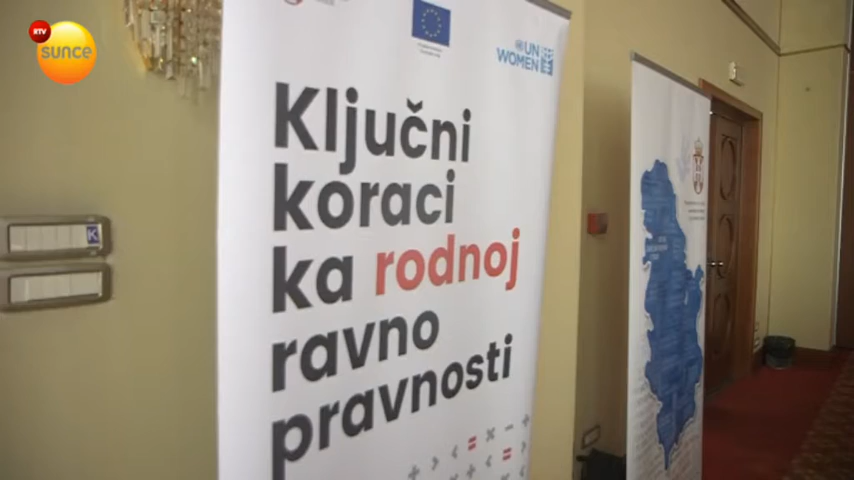 RTV
sunce
UN
WOMEN
Ključni
koraci
ka rodnoj
ravno
pravnosti
K